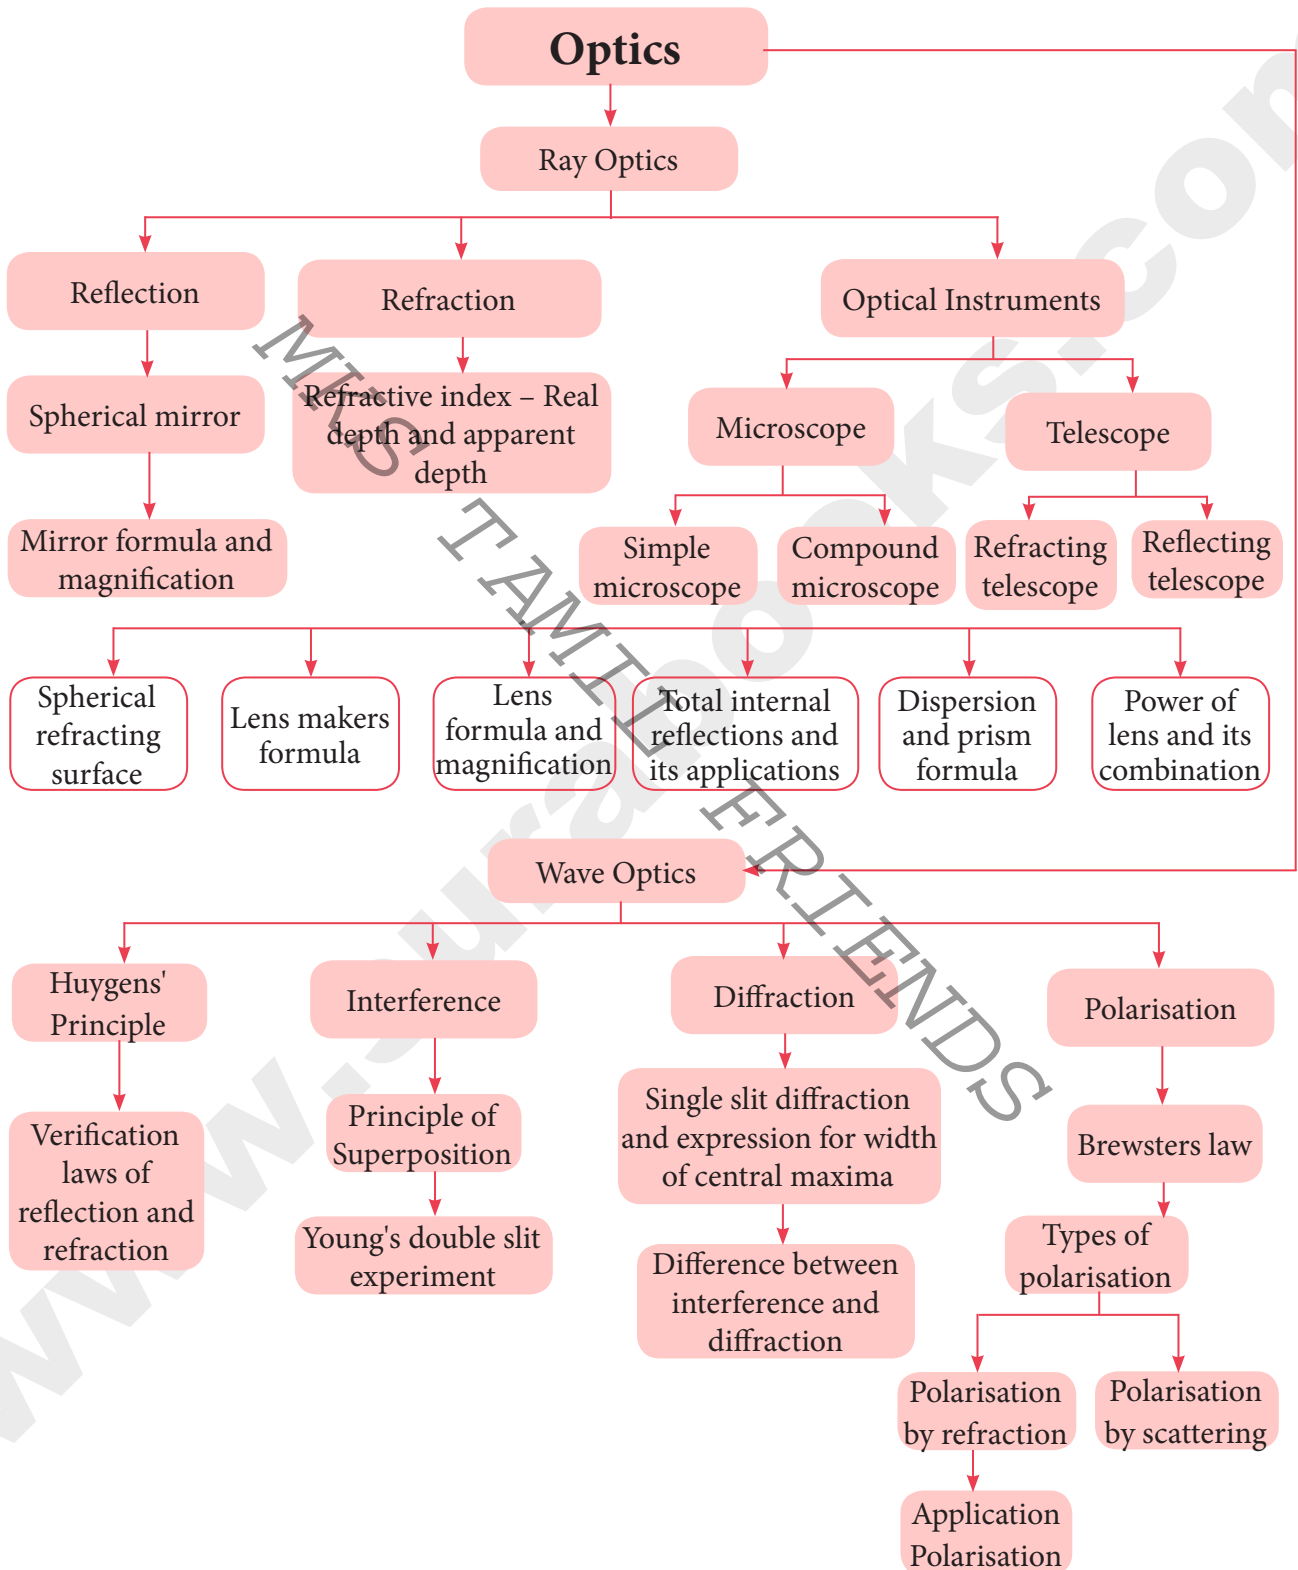 Optics
Ray Optics
Reflection
Refraction
Optical Instruments
Spherical mirror
Refractive index – Real
depth and apparent
depth
Microscope
Telescope
Mirror formula and
magnification
Simple
microscope
Compound
microscope
Refracting
telescope
Reflecting
telescope
Spherical
refracting
surface
Lens makers
formula
Lens
formula and
magnification
Total internal
reflections and
its applications
Dispersion
and prism
formula
Power of
lens and its
combination
Wave Optics
Huygens'
Principle
Interference
Diffraction
Polarisation
Verification
laws of
reflection and
refraction
Principle of
Superposition
Young's double slit
experiment
Single slit diffraction
and expression for width
of central maxima
Difference between
interference and
diffraction
Brewsters law
Types of
polarisation
Polarisation
by refraction
Polarisation
by scattering
Application
Polarisation
MKS TAMIL FRIENDS
www.surabooks.com